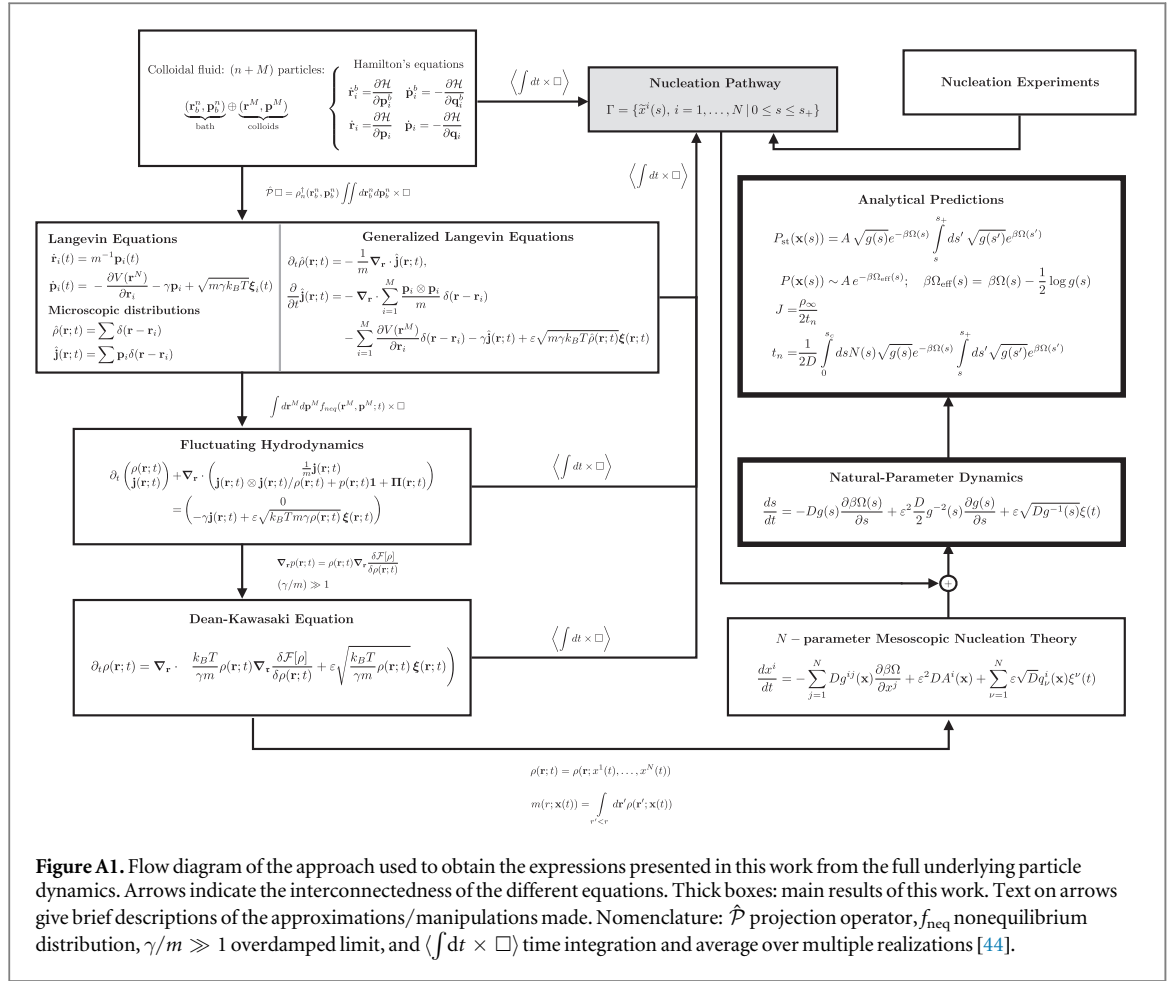 Colloidal fluid: (n + M) particles:
(r_b^n, p_b^n) ⊕ (r^M, p^M)
bath colloids
Hamilton's equations
ṙ_i^b = ∂H/∂p_i^b ṗ_i^b = −∂H/∂q_i^b
ṙ_i = ∂H/∂p_i ṗ_i = −∂H/∂q_i
⟨∫ dt × □⟩
Nucleation Pathway
Γ = {x̃^i(s), i = 1, . . . , N | 0 ≤ s ≤ s_+}
Nucleation Experiments
P̂ □ = ρ_n^†(r_b^n, p_b^n) ∫∫ dr_b^n dp_b^n × □
⟨∫ dt × □⟩
Langevin Equations
ṙ_i(t) = m^{−1}p_i(t)
ṗ_i(t) = − ∂V(r^N)/∂r_i − γp_i + √(mγk_BT) ξ_i(t)
Microscopic distributions
ρ̂(r; t) = ∑ δ(r − r_i)
ĵ(r; t) = ∑ p_i δ(r − r_i)
Generalized Langevin Equations
∂_t ρ̂(r; t) = − 1/m ∇_r · ĵ(r; t),
∂/∂t ĵ(r; t) = − ∇_r · ∑_{i=1}^{M} (p_i ⊗ p_i)/m δ(r − r_i)
− ∑_{i=1}^{M} ∂V(r^M)/∂r_i δ(r − r_i) − γĵ(r; t) + ε√(mγk_BT ρ̂(r; t)) ξ(r; t)
Analytical Predictions
P_st(x(s)) = A √g(s) e^{−βΩ(s)} ∫_s^{s_+} ds′ √g(s′) e^{βΩ(s′)}
P(x(s)) ∼ A e^{−βΩ_eff(s)}; βΩ_eff(s) = βΩ(s) − 1/2 log g(s)
J = ρ_∞/2t_n
t_n = 1/2D ∫_0^{s_c} ds N(s) √g(s) e^{−βΩ(s)} ∫_s^{s_+} ds′ √g(s′) e^{βΩ(s′)}
∫ dr^M dp^M f_neq(r^M, p^M; t) × □
Fluctuating Hydrodynamics
∂_t (ρ(r; t) j(r; t)) + ∇_r · (1/m j(r; t) j(r; t) ⊗ j(r; t)/ρ(r; t) + p(r; t)1 + Π(r; t))
= (0 −γj(r; t) + ε√(k_BTmγρ(r; t)) ξ(r; t))
⟨∫ dt × □⟩
Natural-Parameter Dynamics
ds/dt = −Dg(s) ∂βΩ(s)/∂s + ε² D/2 g^{−2}(s) ∂g(s)/∂s + ε√(Dg^{−1}(s)) ξ(t)
∇_r p(r; t) = ρ(r; t)∇_r δF[ρ]/δρ(r; t)
(γ/m) ≫ 1
+
Dean-Kawasaki Equation
∂_t ρ(r; t) = ∇_r · k_BT/γm ρ(r; t)∇_r δF[ρ]/δρ(r; t) + ε√(k_BT/γm ρ(r; t)) ξ(r; t))
⟨∫ dt × □⟩
N − parameter Mesoscopic Nucleation Theory
dx^i/dt = − ∑_{j=1}^{N} Dg^{ij}(x) ∂βΩ/∂x^j + ε²DA^i(x) + ∑_{ν=1}^{N} ε√D q_ν^i(x)ξ^ν(t)
ρ(r; t) = ρ(r; x^1(t), . . . , x^N(t))
m(r; x(t)) = ∫_{r′<r} dr′ρ(r′; x(t))
Figure A1. Flow diagram of the approach used to obtain the expressions presented in this work from the full underlying particle
dynamics. Arrows indicate the interconnectedness of the different equations. Thick boxes: main results of this work. Text on arrows
give brief descriptions of the approximations/manipulations made. Nomenclature: P̂ projection operator, f_neq nonequilibrium
distribution, γ/m ≫ 1 overdamped limit, and ⟨∫dt × □⟩ time integration and average over multiple realizations [44].